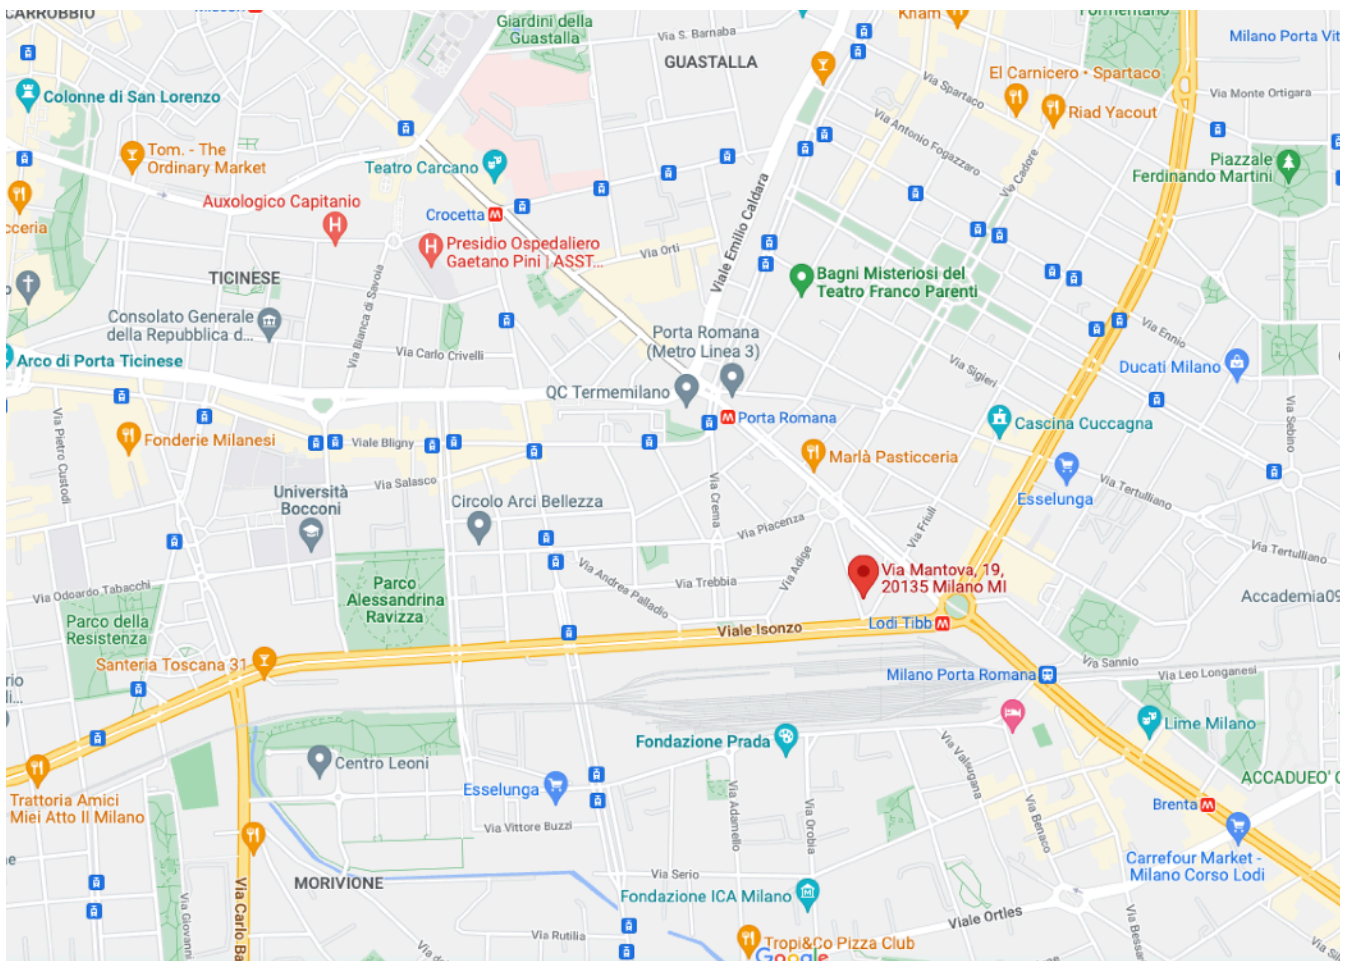 CARROBBIO
Giardini della
Guastalla
Via S. Barnaba
GUASTALLA
Milano Porta Vit
Colonne di San Lorenzo
El Carnicero • Spartaco
Via Spartaco
Riad Yacout
Via Monte Ortigara
Tom. - The
Ordinary Market
Teatro Carcano
Via Antonio Fogazzaro
Via Cadore
Piazzale
Ferdinando Martini
Auxologico Capitanio
Crocetta
Viale Emilio Caldara
cceria
Presidio Ospedaliero
Gaetano Pini | ASST...
Via Orti
TICINESE
Bagni Misteriosi del
Teatro Franco Parenti
Via Bianca di Savoia
Consolato Generale
della Repubblica d...
Porta Romana
(Metro Linea 3)
Via Ennio
Via Carlo Crivelli
Arco di Porta Ticinese
Via Sigieri
Ducati Milano
QC Termemilano
Porta Romana
Via Sebino
Via Pietro Custodi
Fonderie Milanesi
Viale Bligny
Cascina Cuccagna
Marlà Pasticceria
Via Salasco
Esselunga
Via Tertulliano
Università
Bocconi
Circolo Arci Bellezza
Via Crema
Via Piacenza
Via Friuli
Via Tertulliano
Via Adige
Via Mantova, 19,
20135 Milano MI
Via Odoardo Tabacchi
Parco
Alessandrina
Ravizza
Via Andrea Palladio
Via Trebbia
Accademia09
Parco della
Resistenza
Viale Isonzo
Lodi Tibb
Santeria Toscana 31
Via Sannio
Milano Porta Romana
Via Leo Longanesi
Lime Milano
Fondazione Prada
Centro Leoni
Via Valsugana
ACCADUEO'
Esselunga
Trattoria Amici
Miei Atto II Milano
Via Adamello
Via Orobia
Via Benaco
Brenta
Via Vittore Buzzi
Carrefour Market -
Milano Corso Lodi
Via Serio
MORIVIONE
Via Giovanni
Via Carlo Ba
Fondazione ICA Milano
Viale Ortles
Via Rutilia
Tropi&Co Pizza Club
Via Bessar
Google